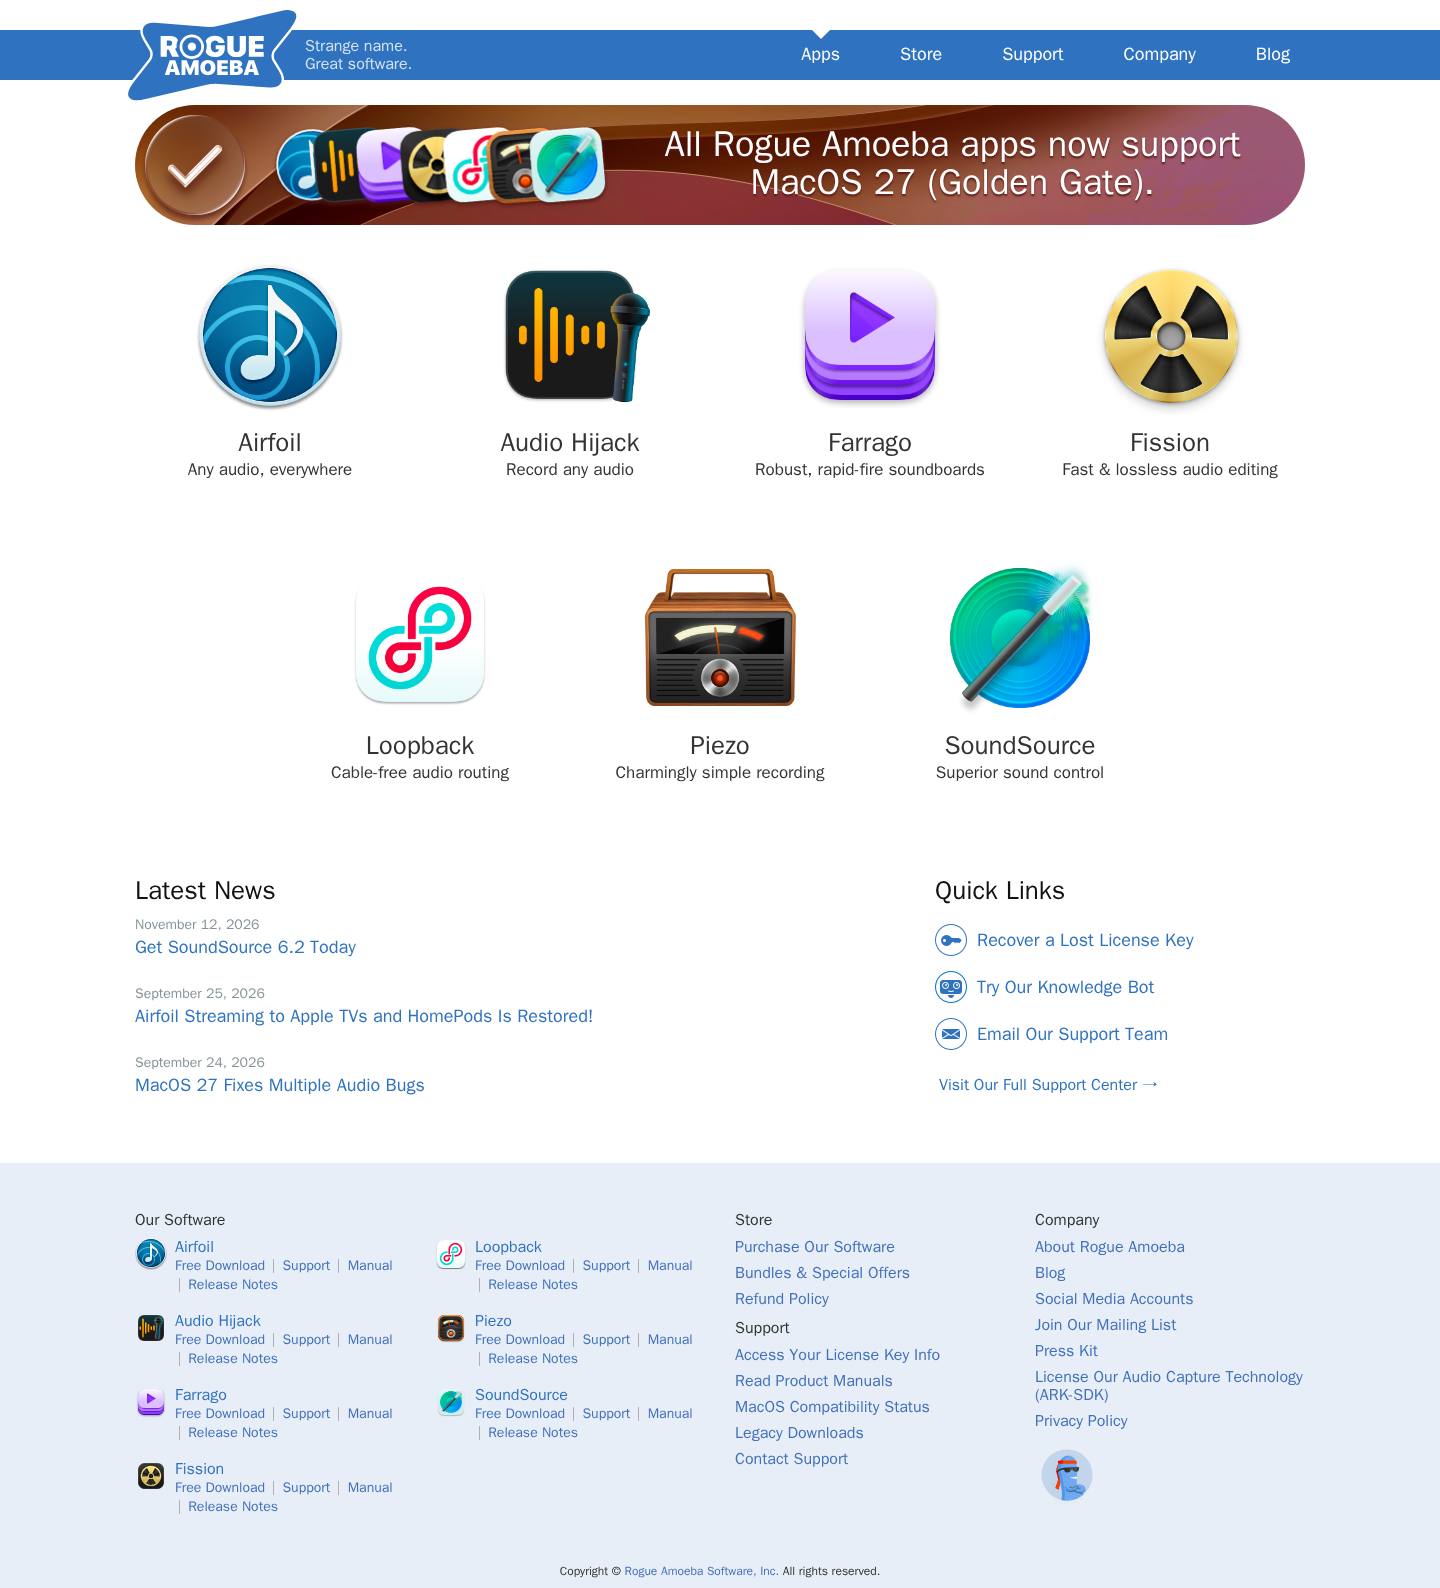 ROGUE
AMOEBA
Strange name.
Great software.
Apps
Store
Support
Company
Blog
All Rogue Amoeba apps now support
MacOS 27 (Golden Gate).
Airfoil
Any audio, everywhere
Audio Hijack
Record any audio
Farrago
Robust, rapid-fire soundboards
Fission
Fast & lossless audio editing
Loopback
Cable-free audio routing
Piezo
Charmingly simple recording
SoundSource
Superior sound control
Latest News
November 12, 2026
Get SoundSource 6.2 Today
September 25, 2026
Airfoil Streaming to Apple TVs and HomePods Is Restored!
September 24, 2026
MacOS 27 Fixes Multiple Audio Bugs
Quick Links
Recover a Lost License Key
Try Our Knowledge Bot
Email Our Support Team
Visit Our Full Support Center →
Our Software
Airfoil
Free Download | Support | Manual
| Release Notes
Audio Hijack
Free Download | Support | Manual
| Release Notes
Farrago
Free Download | Support | Manual
| Release Notes
Fission
Free Download | Support | Manual
| Release Notes
Loopback
Free Download | Support | Manual
| Release Notes
Piezo
Free Download | Support | Manual
| Release Notes
SoundSource
Free Download | Support | Manual
| Release Notes
Store
Purchase Our Software
Bundles & Special Offers
Refund Policy
Support
Access Your License Key Info
Read Product Manuals
MacOS Compatibility Status
Legacy Downloads
Contact Support
Company
About Rogue Amoeba
Blog
Social Media Accounts
Join Our Mailing List
Press Kit
License Our Audio Capture Technology
(ARK-SDK)
Privacy Policy
Copyright © Rogue Amoeba Software, Inc. All rights reserved.